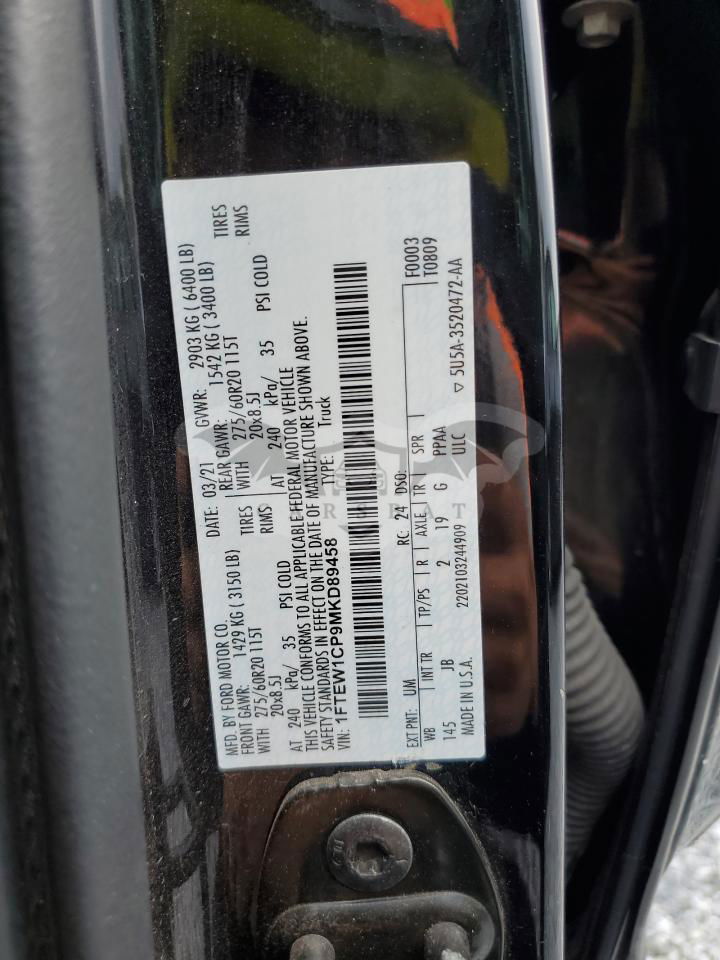 MFD. BY FORD MOTOR CO.
DATE: 03/21 GVWR: 2903 KG ( 6400 LB)
FRONT GAWR: 1429 KG ( 3150 LB) REAR GAWR: 1542 KG ( 3400 LB)
WITH 275/60R20 115T TIRES WITH 275/60R20 115T TIRES
20x8.5J RIMS 20x8.5J RIMS
AT 240 kPa/ 35 PSI COLD AT 240 kPa/ 35 PSI COLD
THIS VEHICLE CONFORMS TO ALL APPLICABLE FEDERAL MOTOR VEHICLE
SAFETY STANDARDS IN EFFECT ON THE DATE OF MANUFACTURE SHOWN ABOVE.
VIN: 1FTEW1CP9MKD89458 TYPE: Truck
F0003
T0809
EXT PNT: UM RC: 24 DSO:
WB INT TR TP/PS R AXLE TR SPR
145 JB 2 19 G PPAA
ULC
MADE IN U.S.A. 2202103244909 ▽ 5U5A-3520472-AA